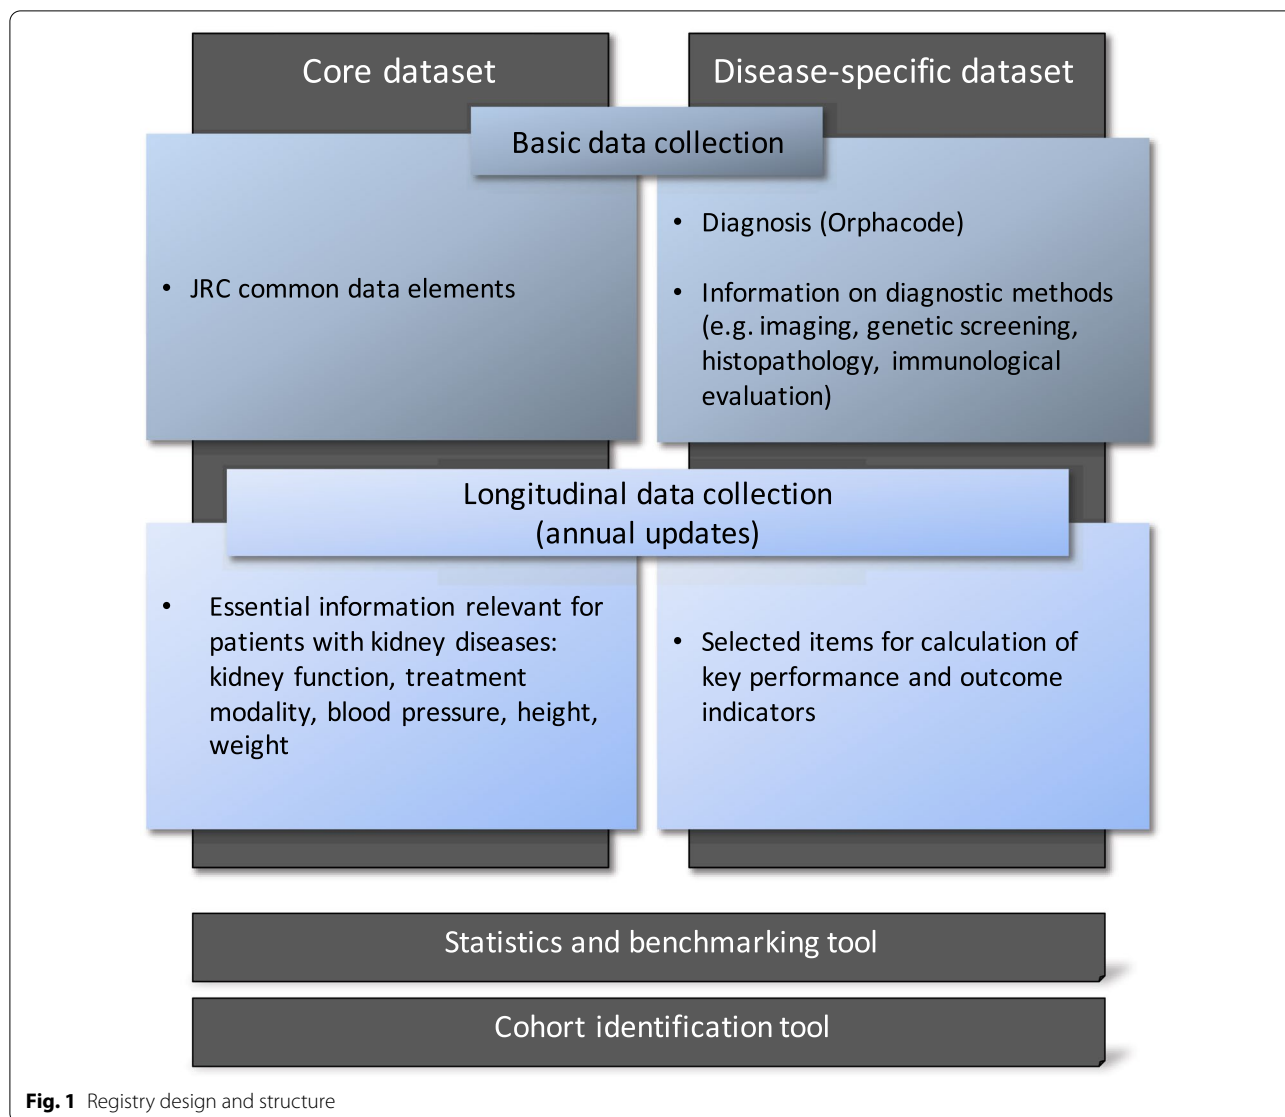 Core dataset
Disease-specific dataset
Basic data collection
• JRC common data elements
• Diagnosis (Orphacode)
• Information on diagnostic methods
(e.g. imaging, genetic screening,
histopathology, immunological
evaluation)
Longitudinal data collection
(annual updates)
• Essential information relevant for
patients with kidney diseases:
kidney function, treatment
modality, blood pressure, height,
weight
• Selected items for calculation of
key performance and outcome
indicators
Statistics and benchmarking tool
Cohort identification tool
Fig. 1 Registry design and structure